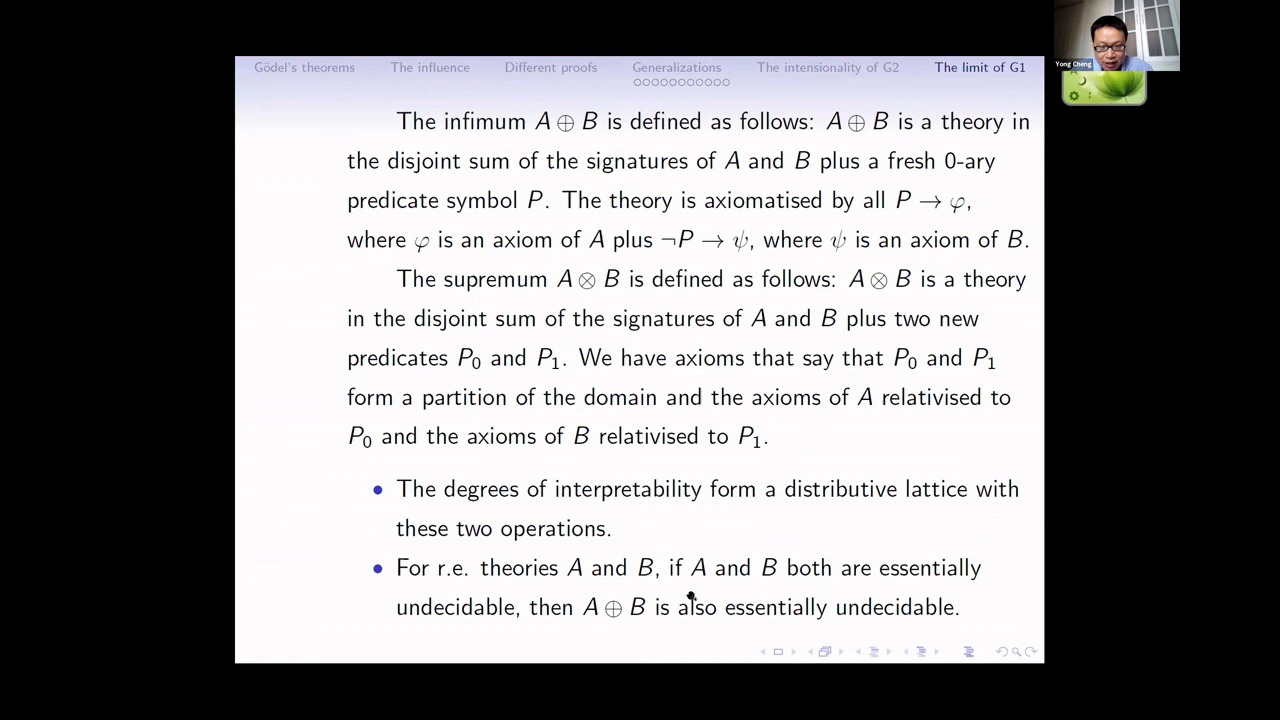 Gödel's theorems The influence Different proofs Generalizations The intensionality of G2 The limit of G1
Yong Cheng
The infimum A ⊕ B is defined as follows: A ⊕ B is a theory in
the disjoint sum of the signatures of A and B plus a fresh 0-ary
predicate symbol P. The theory is axiomatised by all P → φ,
where φ is an axiom of A plus ¬P → ψ, where ψ is an axiom of B.
The supremum A ⊗ B is defined as follows: A ⊗ B is a theory
in the disjoint sum of the signatures of A and B plus two new
predicates P₀ and P₁. We have axioms that say that P₀ and P₁
form a partition of the domain and the axioms of A relativised to
P₀ and the axioms of B relativised to P₁.
• The degrees of interpretability form a distributive lattice with
these two operations.
• For r.e. theories A and B, if A and B both are essentially
undecidable, then A ⊕ B is also essentially undecidable.